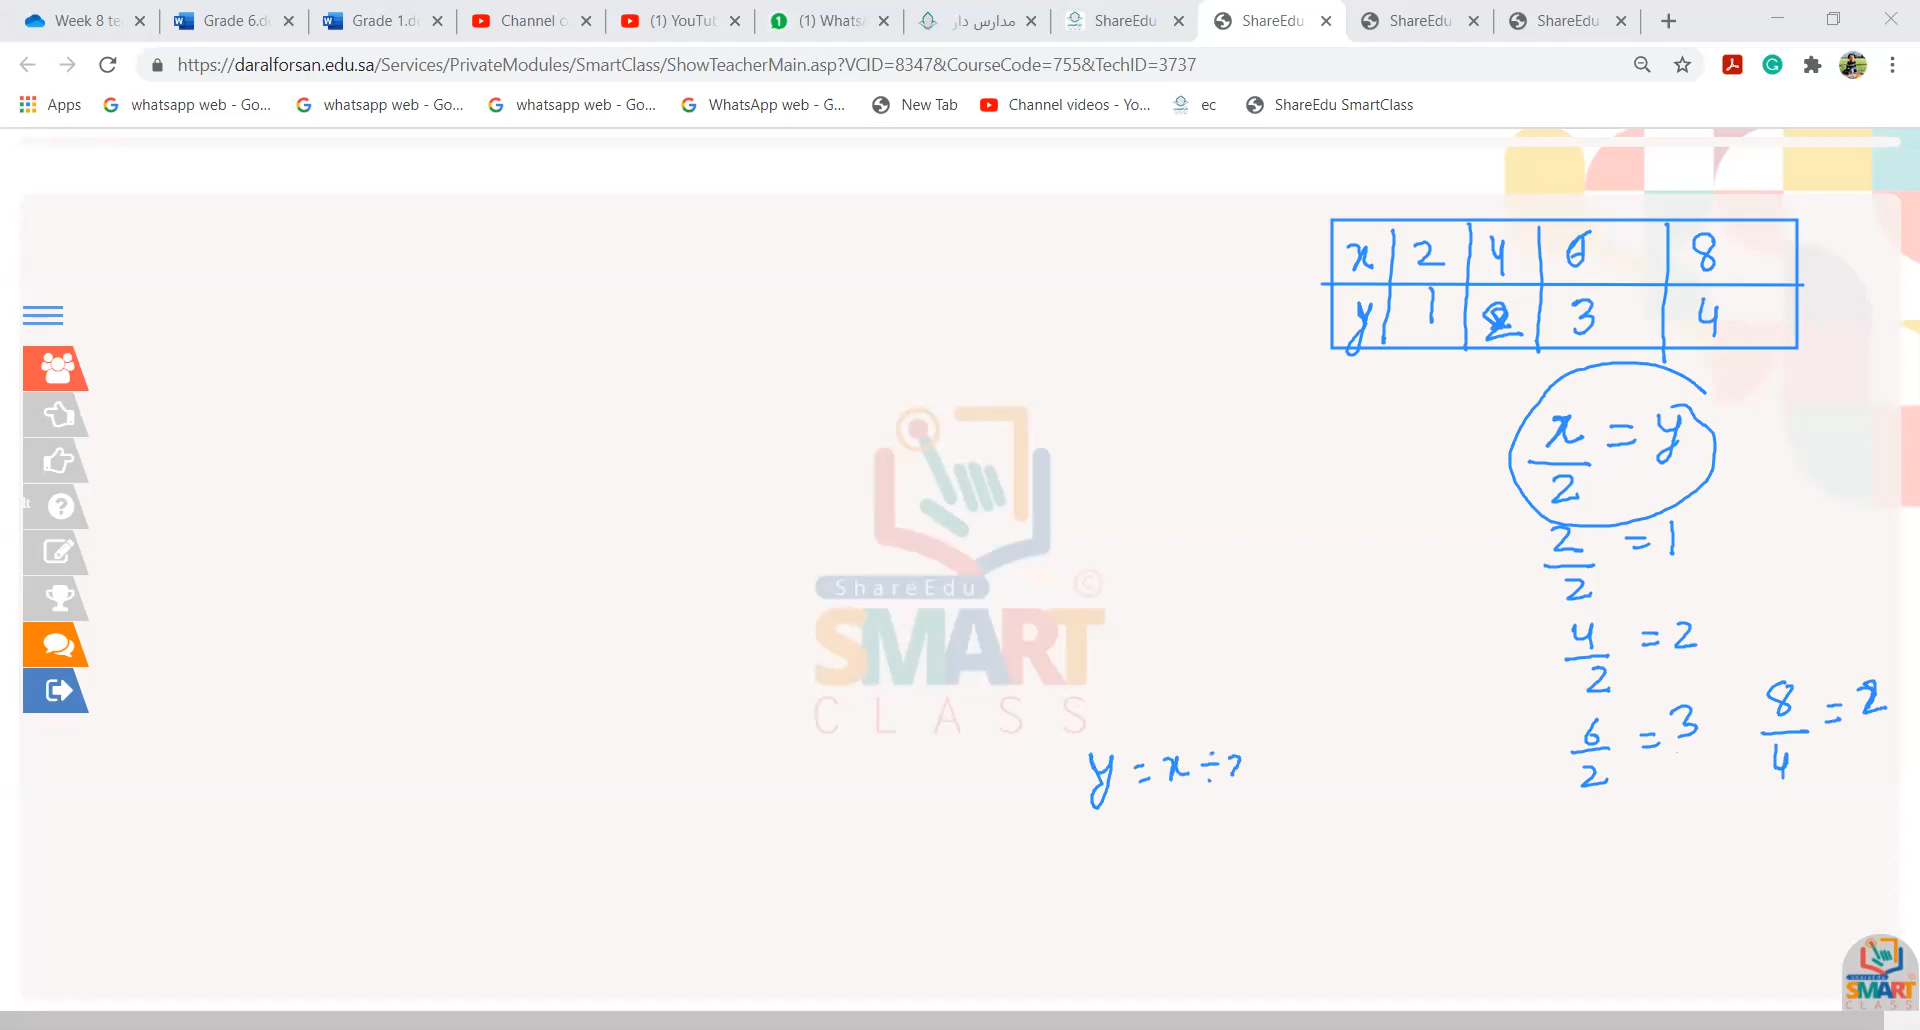 Week 8 te
Grade 6.d
Grade 1.d
Channel c
(1) YouTub
(1) Whats
مدارس دار
ShareEdu
ShareEdu
ShareEdu
ShareEdu
https://daralforsan.edu.sa/Services/PrivateModules/SmartClass/ShowTeacherMain.asp?VCID=8347&CourseCode=755&TechID=3737
Apps
whatsapp web - Go...
whatsapp web - Go...
whatsapp web - Go...
WhatsApp web - G...
New Tab
Channel videos - Yo...
ec
ShareEdu SmartClass
x 2 4 6 8
y 1 2 3 4
x/2 = y
2/2 = 1
4/2 = 2
6/2 = 3
8/4 = 2
y = x ÷ 2
ShareEdu
SMART
CLASS
ShareEdu
SMART
CLASS